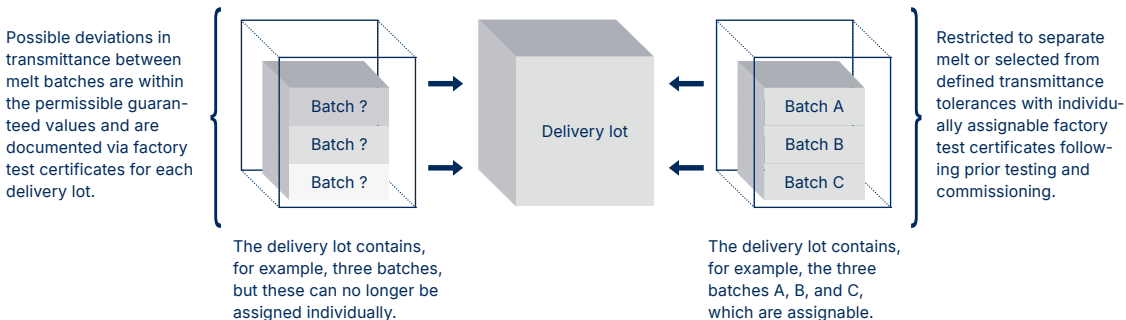 Possible deviations in
transmittance between
melt batches are within
the permissible guaran-
teed values and are
documented via factory
test certificates for each
delivery lot.
Batch ?
Batch ?
Batch ?
The delivery lot contains,
for example, three batches,
but these can no longer be
assigned individually.
Delivery lot
Batch A
Batch B
Batch C
The delivery lot contains,
for example, the three
batches A, B, and C,
which are assignable.
Restricted to separate
melt or selected from
defined transmittance
tolerances with individu-
ally assignable factory
test certificates follow-
ing prior testing and
commissioning.